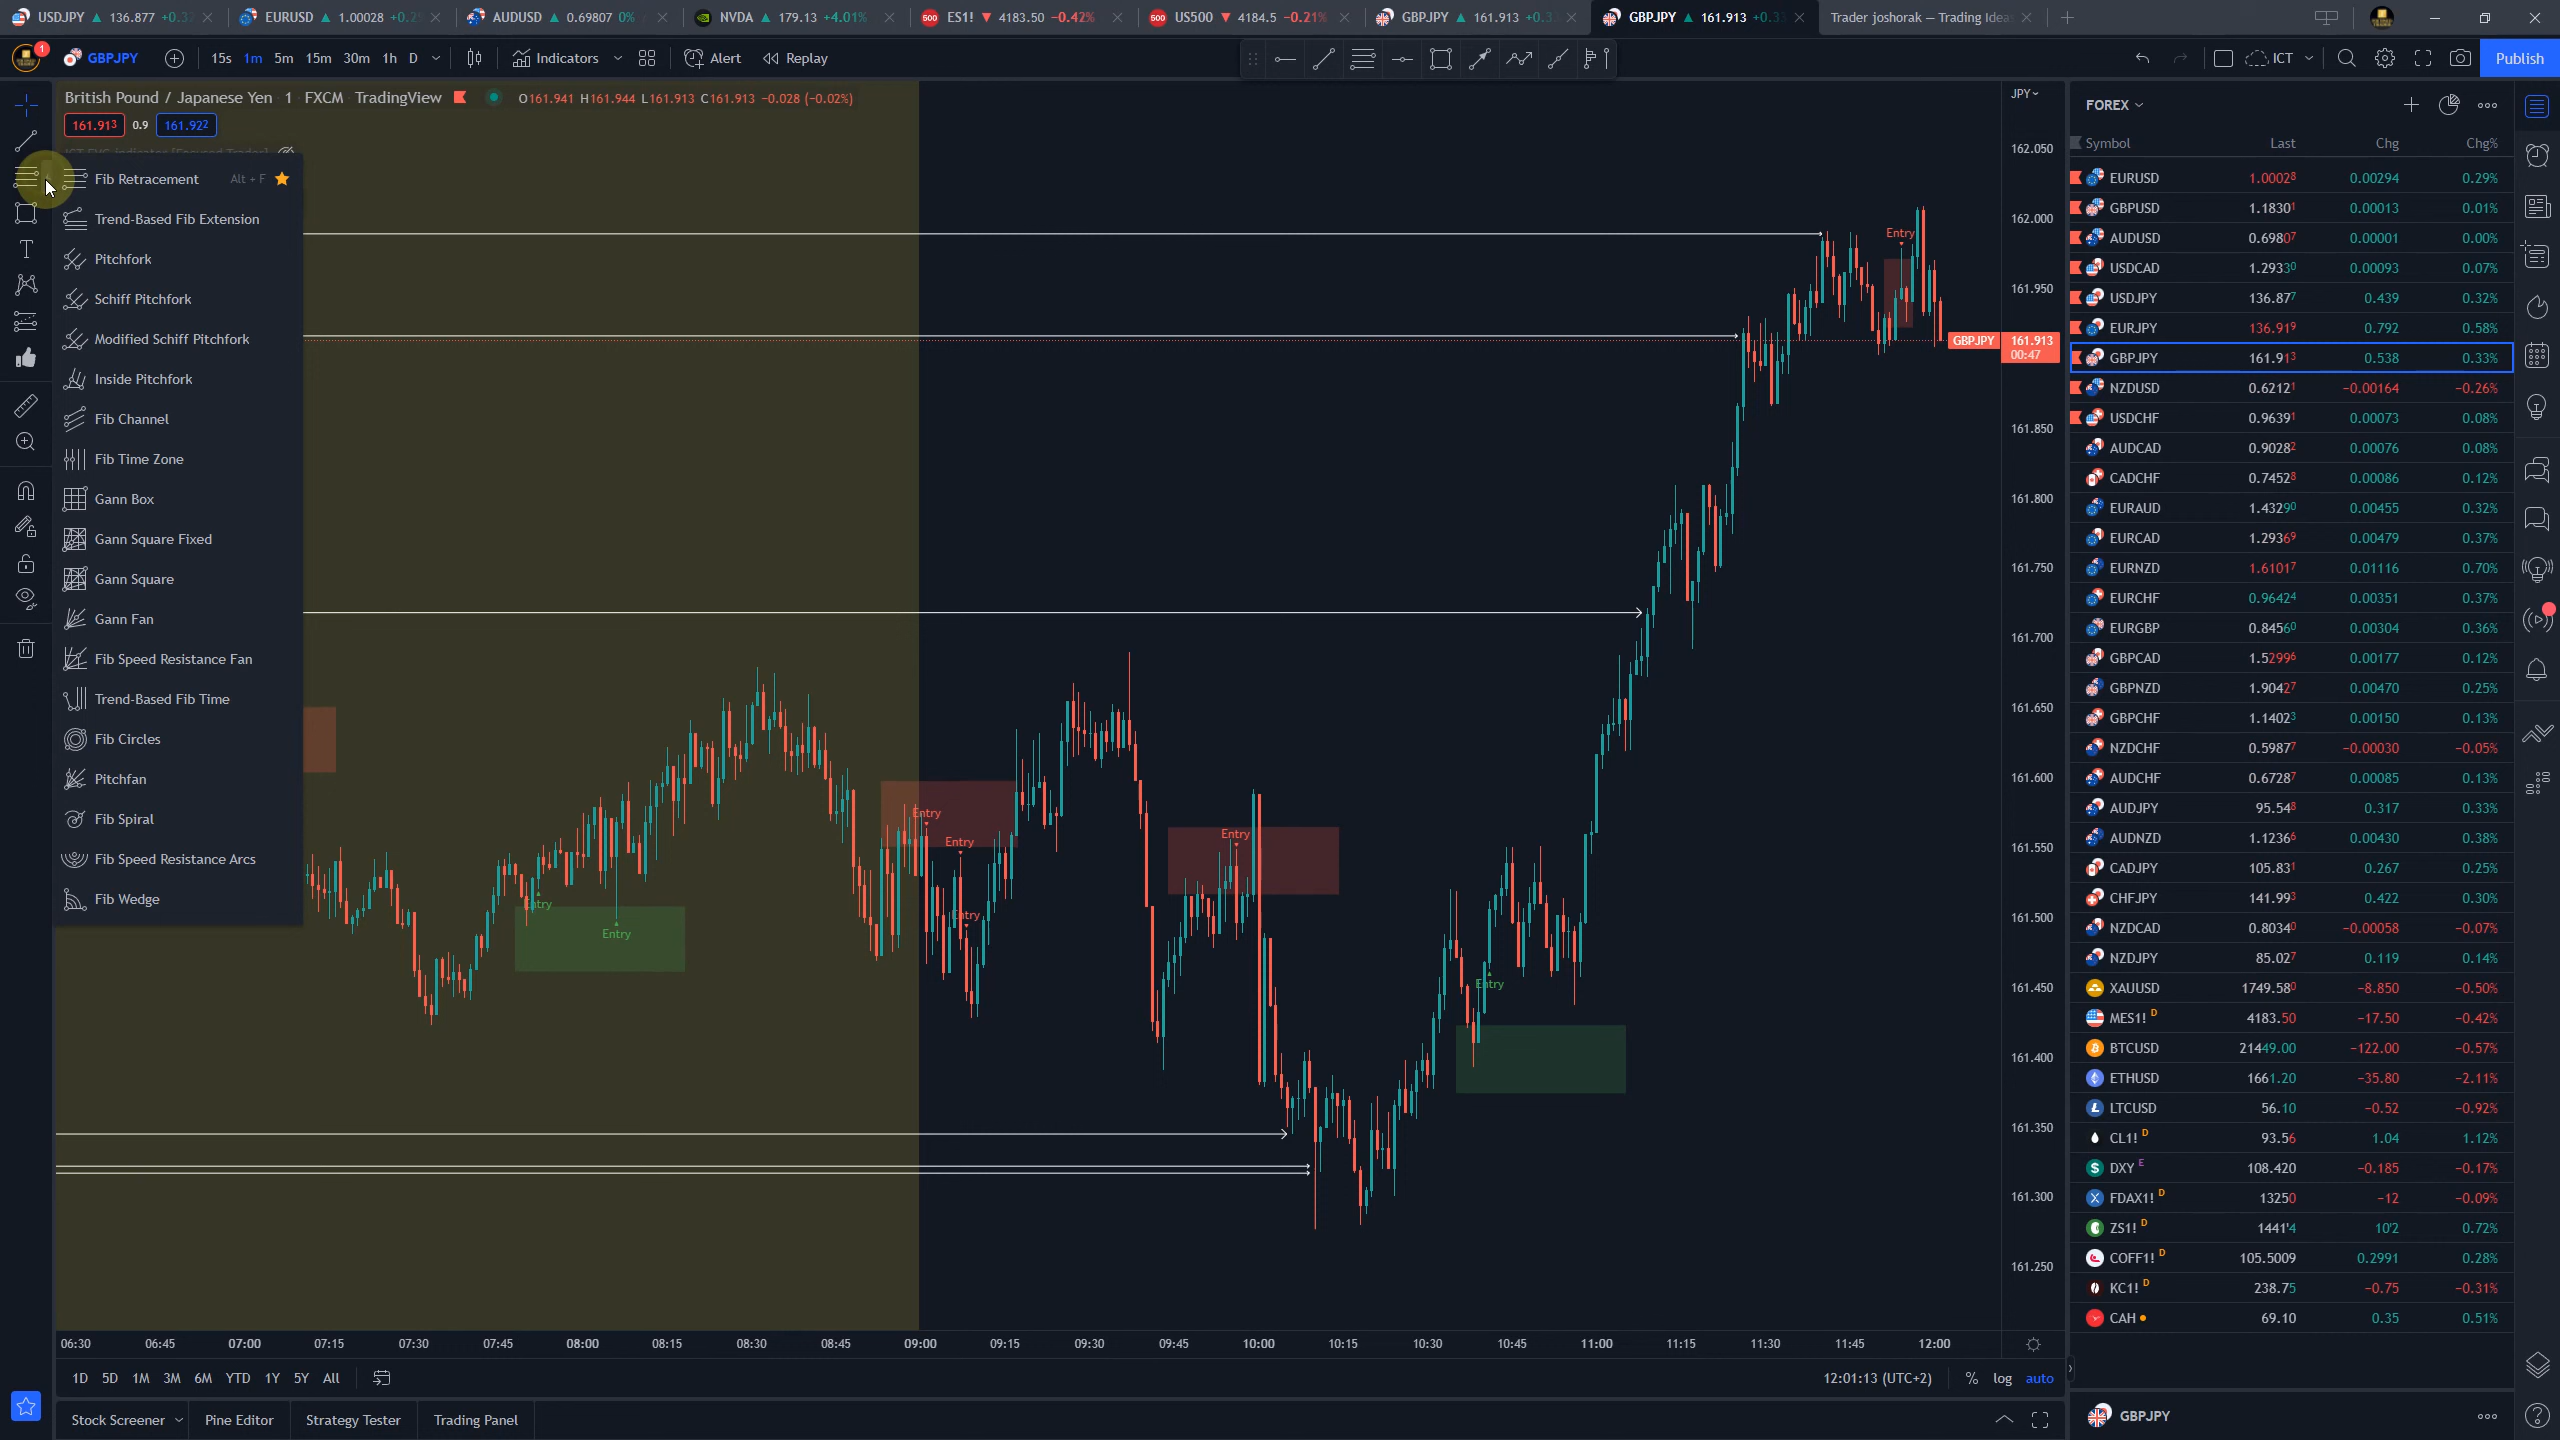 USDJPY 136.877 +0.3
EURUSD 1.00028 +0.2
AUDUSD 0.69807 0%
NVDA 179.13 +4.01%
ES1! 4183.50 −0.42%
US500 4184.5 −0.21%
GBPJPY 161.913 +0.3
GBPJPY 161.913 +0.33
Trader joshorak — Trading Idea
1 GBPJPY 15s 1m 5m 15m 30m 1h D Indicators Alert Replay ICT Publish
British Pound / Japanese Yen 1 FXCM TradingView O161.941 H161.944 L161.913 C161.913 −0.028 (−0.02%)
161.913 0.9 161.922
Fib Retracement Alt + F
Trend-Based Fib Extension
Pitchfork
Schiff Pitchfork
Modified Schiff Pitchfork
Inside Pitchfork
Fib Channel
Fib Time Zone
Gann Box
Gann Square Fixed
Gann Square
Gann Fan
Fib Speed Resistance Fan
Trend-Based Fib Time
Fib Circles
Pitchfan
Fib Spiral
Fib Speed Resistance Arcs
Fib Wedge
Entry
Entry
Entry
Entry
Entry
Entry
Entry
Entry
JPY
162.050
162.000
161.950
GBPJPY 161.913
00:47
161.850
161.800
161.750
161.700
161.650
161.600
161.550
161.500
161.450
161.400
161.350
161.300
161.250
06:30 06:45 07:00 07:15 07:30 07:45 08:00 08:15 08:30 08:45 09:00 09:15 09:30 09:45 10:00 10:15 10:30 10:45 11:00 11:15 11:30 11:45 12:00
1D 5D 1M 3M 6M YTD 1Y 5Y All 12:01:13 (UTC+2) % log auto
Stock Screener Pine Editor Strategy Tester Trading Panel
FOREX
Symbol Last Chg Chg%
EURUSD 1.00028 0.00294 0.29%
GBPUSD 1.18301 0.00013 0.01%
AUDUSD 0.69807 0.00001 0.00%
USDCAD 1.29330 0.00093 0.07%
USDJPY 136.877 0.439 0.32%
EURJPY 136.919 0.792 0.58%
GBPJPY 161.913 0.538 0.33%
NZDUSD 0.62121 −0.00164 −0.26%
USDCHF 0.96391 0.00073 0.08%
AUDCAD 0.90282 0.00076 0.08%
CADCHF 0.74528 0.00086 0.12%
EURAUD 1.43290 0.00455 0.32%
EURCAD 1.29369 0.00479 0.37%
EURNZD 1.61017 0.01116 0.70%
EURCHF 0.96424 0.00351 0.37%
EURGBP 0.84560 0.00304 0.36%
GBPCAD 1.52996 0.00177 0.12%
GBPNZD 1.90427 0.00470 0.25%
GBPCHF 1.14023 0.00150 0.13%
NZDCHF 0.59877 −0.00030 −0.05%
AUDCHF 0.67287 0.00085 0.13%
AUDJPY 95.548 0.317 0.33%
AUDNZD 1.12366 0.00430 0.38%
CADJPY 105.831 0.267 0.25%
CHFJPY 141.993 0.422 0.30%
NZDCAD 0.80340 −0.00058 −0.07%
NZDJPY 85.027 0.119 0.14%
XAUUSD 1749.580 −8.850 −0.50%
MES1! D 4183.50 −17.50 −0.42%
BTCUSD 21449.00 −122.00 −0.57%
ETHUSD 1661.20 −35.80 −2.11%
LTCUSD 56.10 −0.52 −0.92%
CL1! D 93.56 1.04 1.12%
DXY E 108.420 −0.185 −0.17%
FDAX1! D 13250 −12 −0.09%
ZS1! D 1441'4 10'2 0.72%
COFF1! D 105.5009 0.2991 0.28%
KC1! D 238.75 −0.75 −0.31%
CAH 69.10 0.35 0.51%
GBPJPY